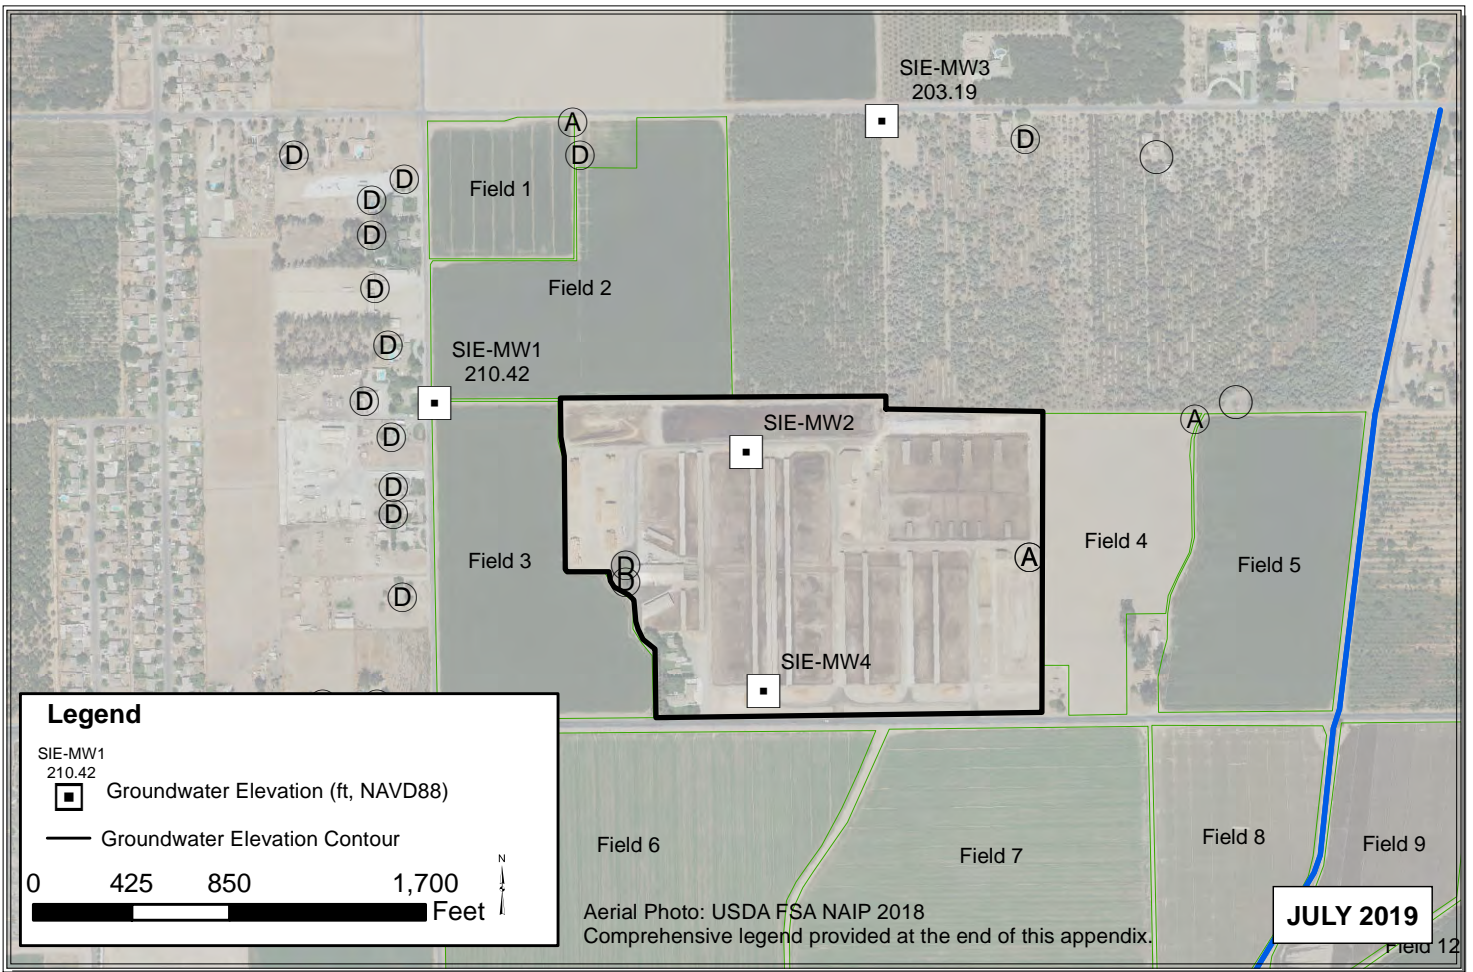 SIE-MW3
203.19
A
D
D
D
D
D
D
Field 1
D
Field 2
D
SIE-MW1
210.42
D
D
SIE-MW2
A
D
D
D
Field 3
D
D
A
Field 4
Field 5
D
SIE-MW4
Legend
SIE-MW1
210.42
Groundwater Elevation (ft, NAVD88)
Groundwater Elevation Contour
N
0 425 850 1,700
Feet
Field 6
Field 7
Field 8
Field 9
Aerial Photo: USDA FSA NAIP 2018
Comprehensive legend provided at the end of this appendix.
JULY 2019
Field 12